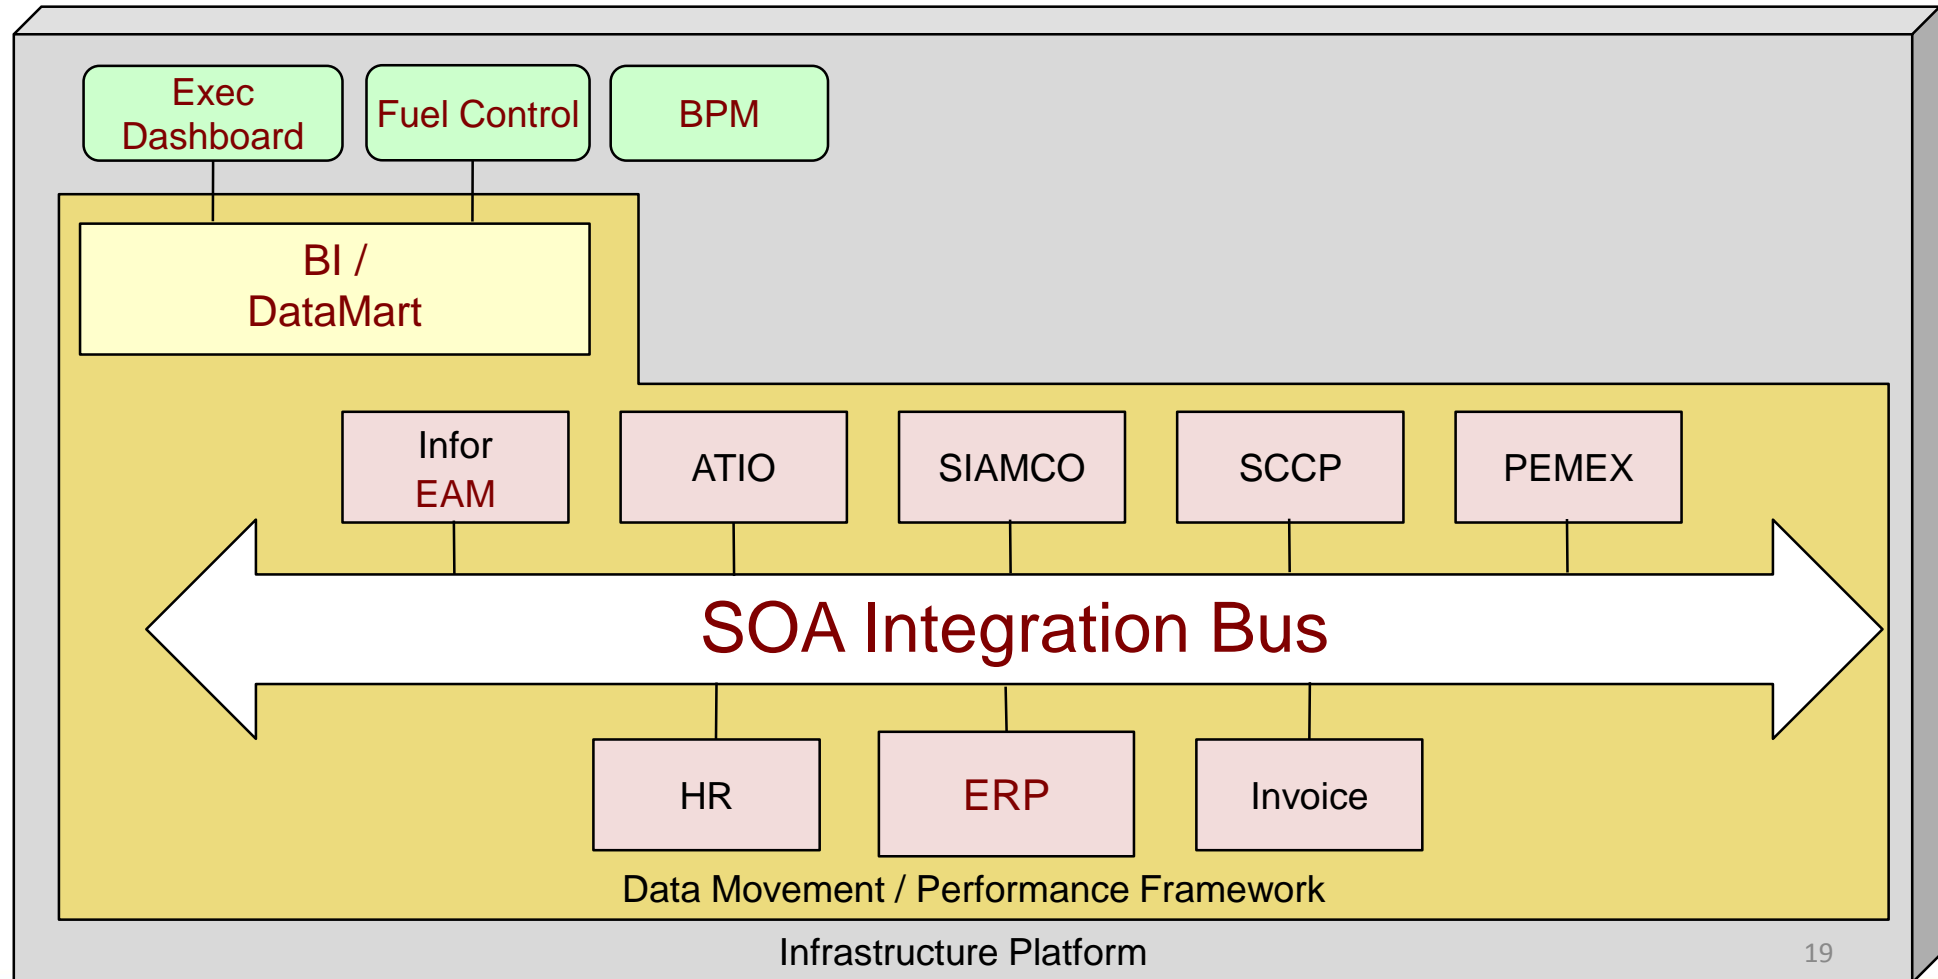 Exec
Dashboard
Fuel Control
BPM
BI /
DataMart
Infor
EAM
ATIO
SIAMCO
SCCP
PEMEX
SOA Integration Bus
HR
ERP
Invoice
Data Movement / Performance Framework
Infrastructure Platform
19